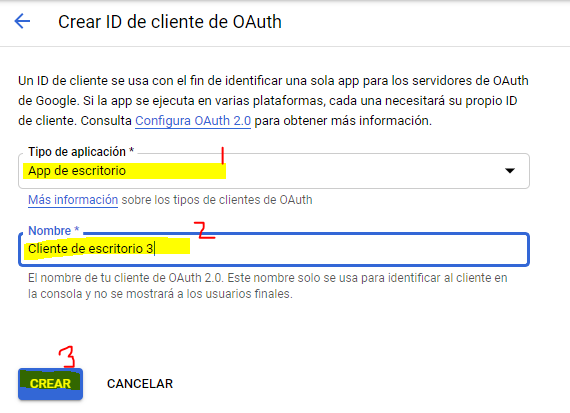 Crear ID de cliente de OAuth
Un ID de cliente se usa con el fin de identificar una sola app para los servidores de OAuth
de Google. Si la app se ejecuta en varias plataformas, cada una necesitará su propio ID
de cliente. Consulta Configura OAuth 2.0 para obtener más información.
Tipo de aplicación *
1
App de escritorio
Más información sobre los tipos de clientes de OAuth
Nombre *
2
Cliente de escritorio 3
El nombre de tu cliente de OAuth 2.0. Este nombre solo se usa para identificar al cliente en
la consola y no se mostrará a los usuarios finales.
3
CREAR CANCELAR